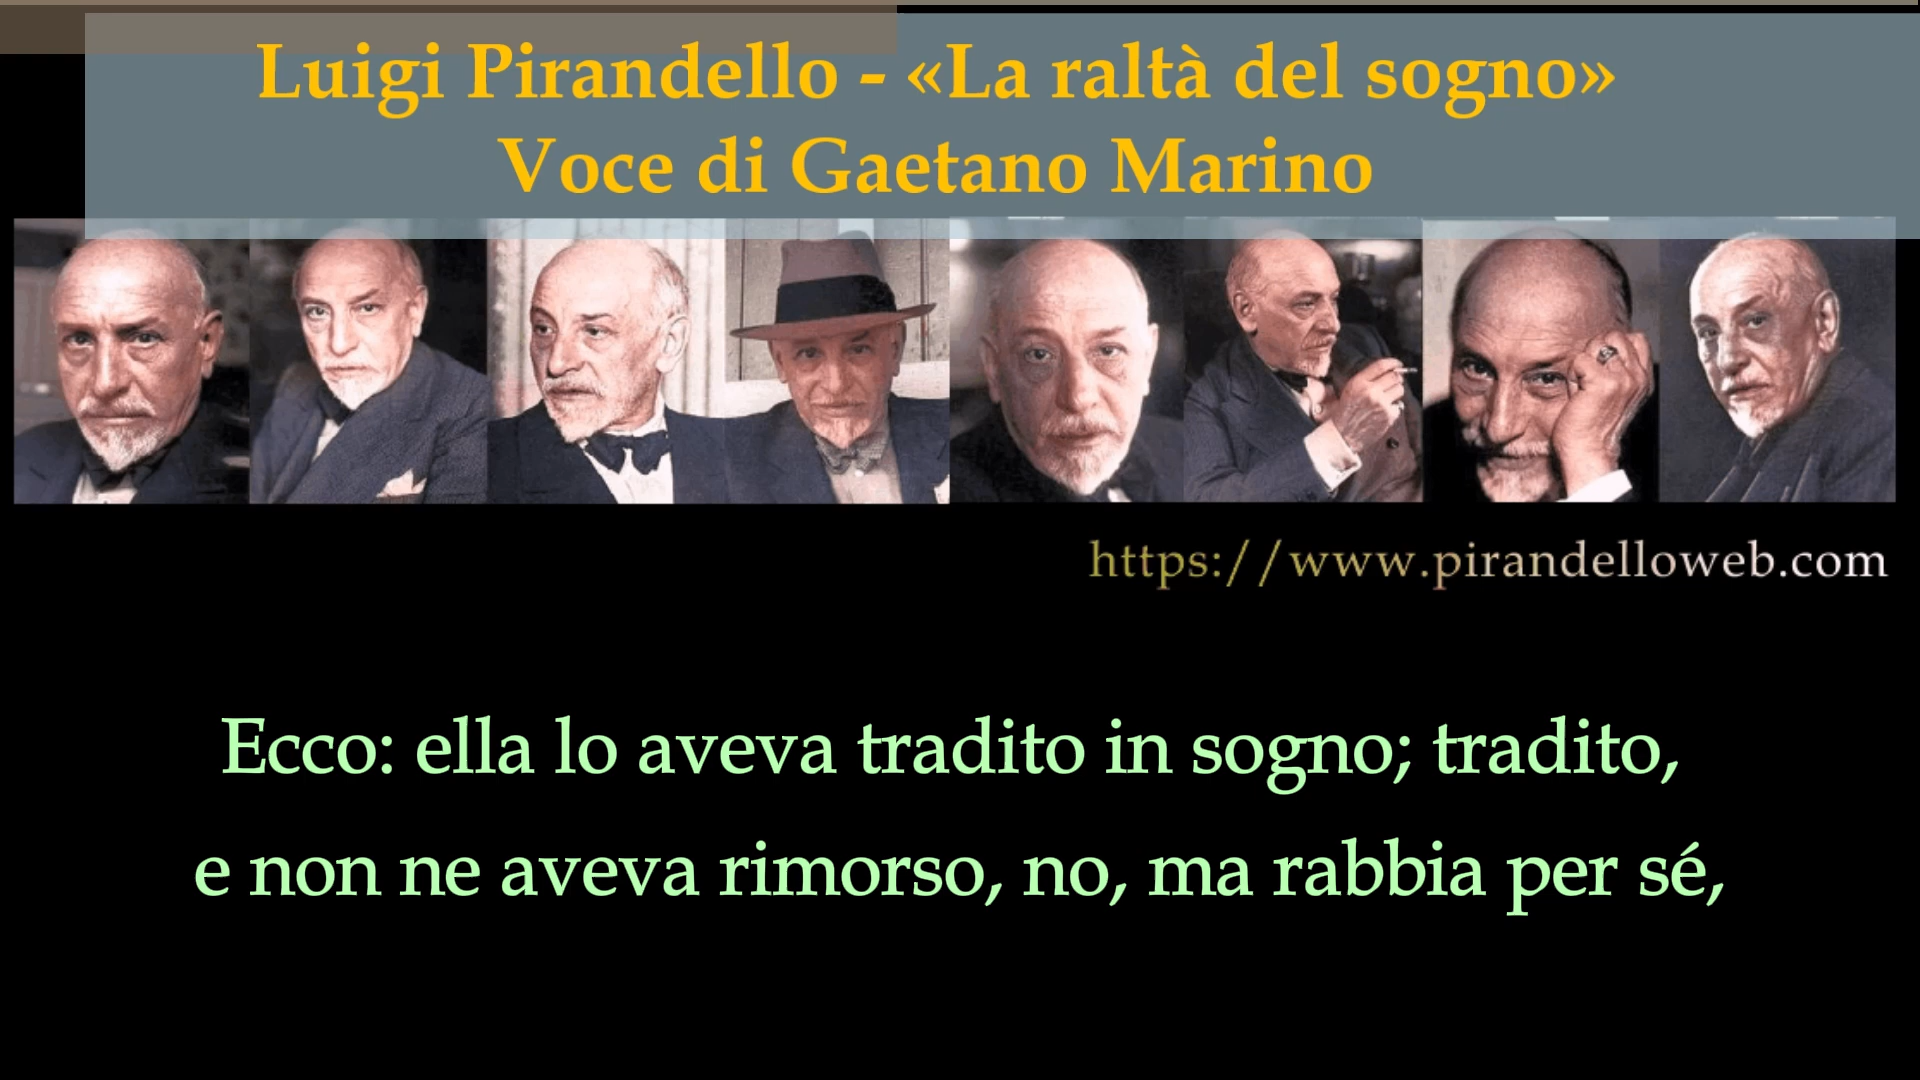 Luigi Pirandello - «La raltà del sogno»
Voce di Gaetano Marino
https://www.pirandelloweb.com
Ecco: ella lo aveva tradito in sogno; tradito,
e non ne aveva rimorso, no, ma rabbia per sé,